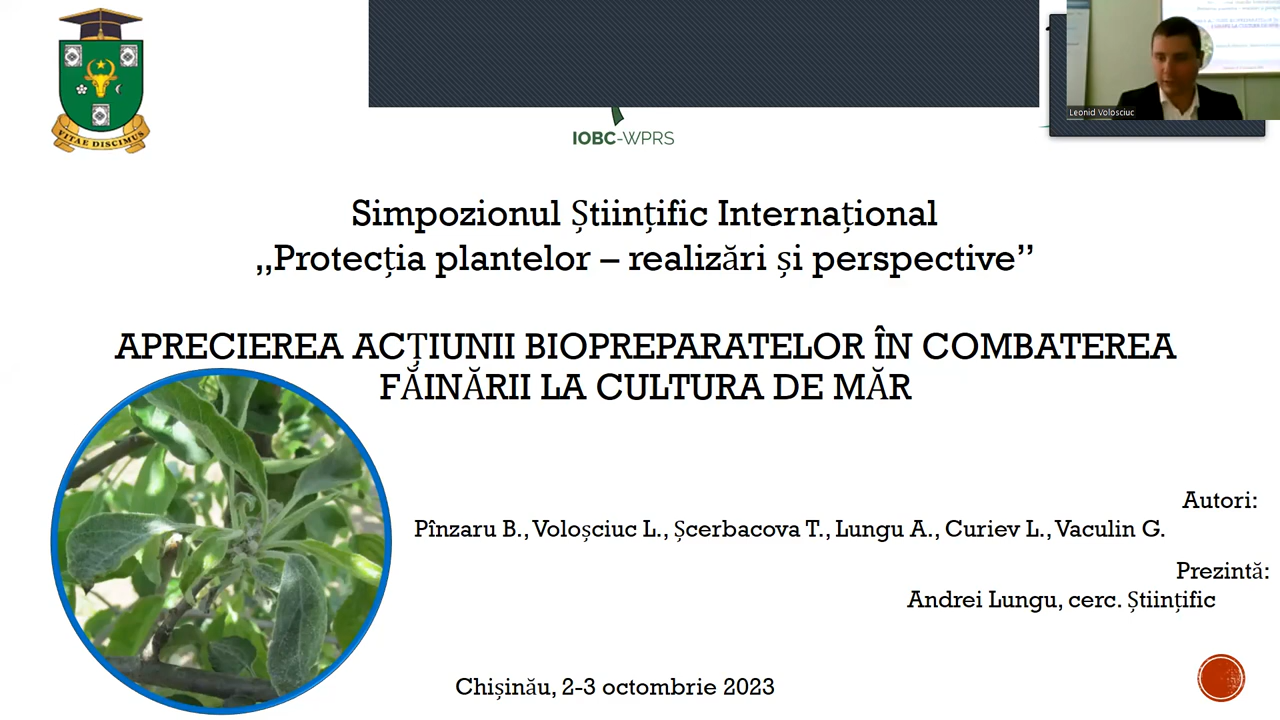 VITAE DISCIMUS
IOBC-WPRS
Leonid Volosciuc
Simpozionul Științific Internațional
„Protecția plantelor – realizări și perspective”
APRECIEREA ACȚIUNII BIOPREPARATELOR ÎN COMBATEREA
FĂINĂRII LA CULTURA DE MĂR
Autori:
Pînzaru B., Voloșciuc L., Șcerbacova T., Lungu A., Curiev L., Vaculin G.
Prezintă:
Andrei Lungu, cerc. Științific
Chișinău, 2-3 octombrie 2023